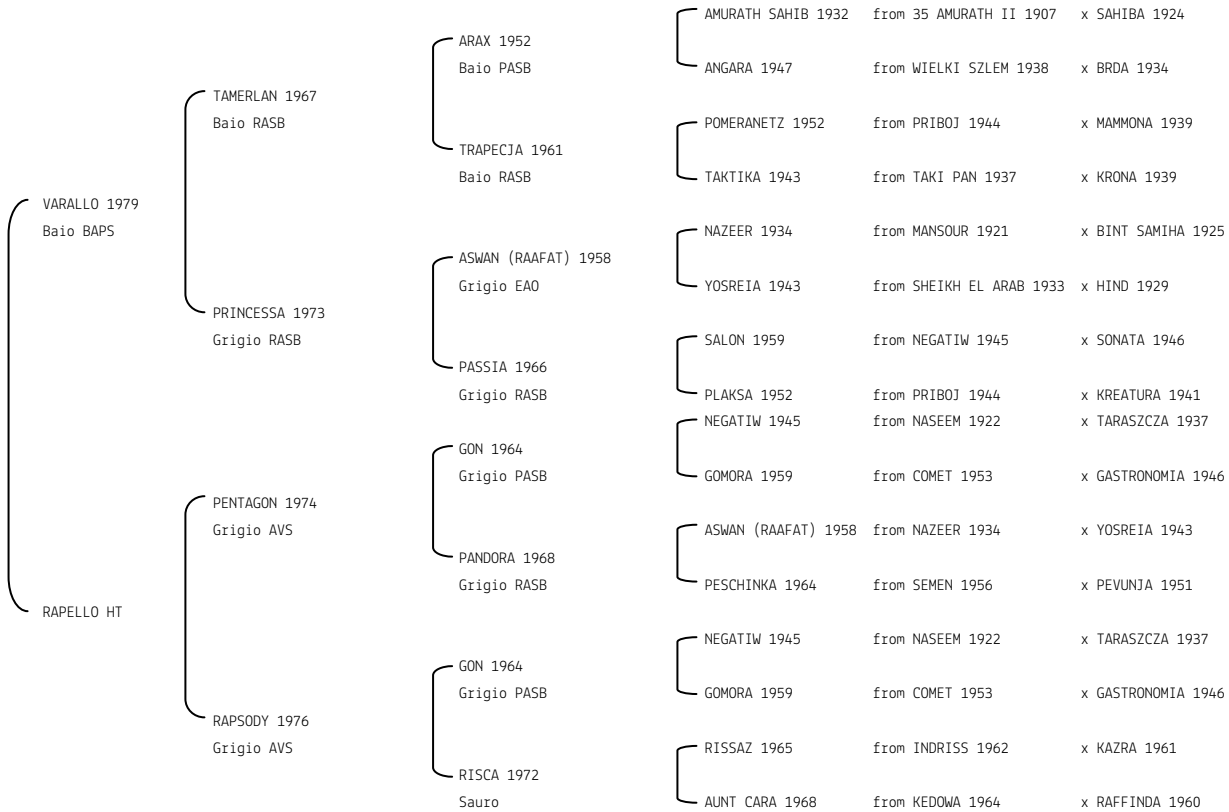 AMURATH SAHIB 1932 from 35 AMURATH II 1907 x SAHIBA 1924
ARAX 1952
Baio PASB
ANGARA 1947 from WIELKI SZLEM 1938 x BRDA 1934
TAMERLAN 1967
Baio RASB
POMERANETZ 1952 from PRIBOJ 1944 x MAMMONA 1939
TRAPECJA 1961
Baio RASB
TAKTIKA 1943 from TAKI PAN 1937 x KRONA 1939
VARALLO 1979
Baio BAPS
NAZEER 1934 from MANSOUR 1921 x BINT SAMIHA 1925
ASWAN (RAAFAT) 1958
Grigio EAO
YOSREIA 1943 from SHEIKH EL ARAB 1933 x HIND 1929
PRINCESSA 1973
Grigio RASB
SALON 1959 from NEGATIW 1945 x SONATA 1946
PASSIA 1966
Grigio RASB
PLAKSA 1952 from PRIBOJ 1944 x KREATURA 1941
NEGATIW 1945 from NASEEM 1922 x TARASZCZA 1937
GON 1964
Grigio PASB
GOMORA 1959 from COMET 1953 x GASTRONOMIA 1946
PENTAGON 1974
Grigio AVS
ASWAN (RAAFAT) 1958 from NAZEER 1934 x YOSREIA 1943
PANDORA 1968
Grigio RASB
PESCHINKA 1964 from SEMEN 1956 x PEVUNJA 1951
RAPELLO HT
NEGATIW 1945 from NASEEM 1922 x TARASZCZA 1937
GON 1964
Grigio PASB
GOMORA 1959 from COMET 1953 x GASTRONOMIA 1946
RAPSODY 1976
Grigio AVS
RISSAZ 1965 from INDRISS 1962 x KAZRA 1961
RISCA 1972
Sauro
AUNT CARA 1968 from KEDOWA 1964 x RAFFINDA 1960